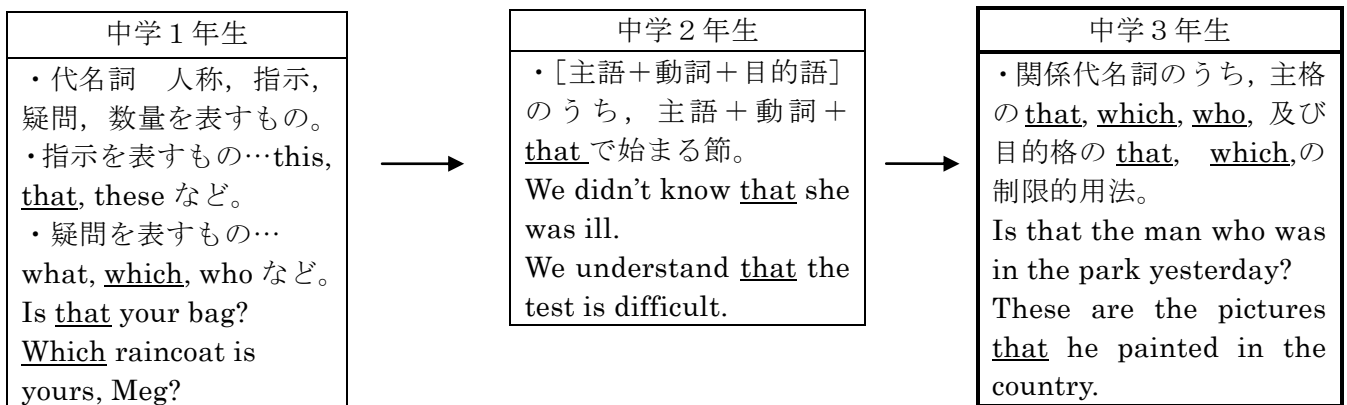 中学１年生
・代名詞　人称，指示，
疑問，数量を表すもの。
・指示を表すもの…this,
that, these など。
・疑問を表すもの…
what, which, who など。
Is that your bag?
Which raincoat is
yours, Meg?
中学２年生
・[主語＋動詞＋目的語]
のうち，主語＋動詞＋
that で始まる節。
We didn’t know that she
was ill.
We understand that the
test is difficult.
中学３年生
・関係代名詞のうち，主格
の that, which, who, 及び
目的格の that, which,の
制限的用法。
Is that the man who was
in the park yesterday?
These are the pictures
that he painted in the
country.